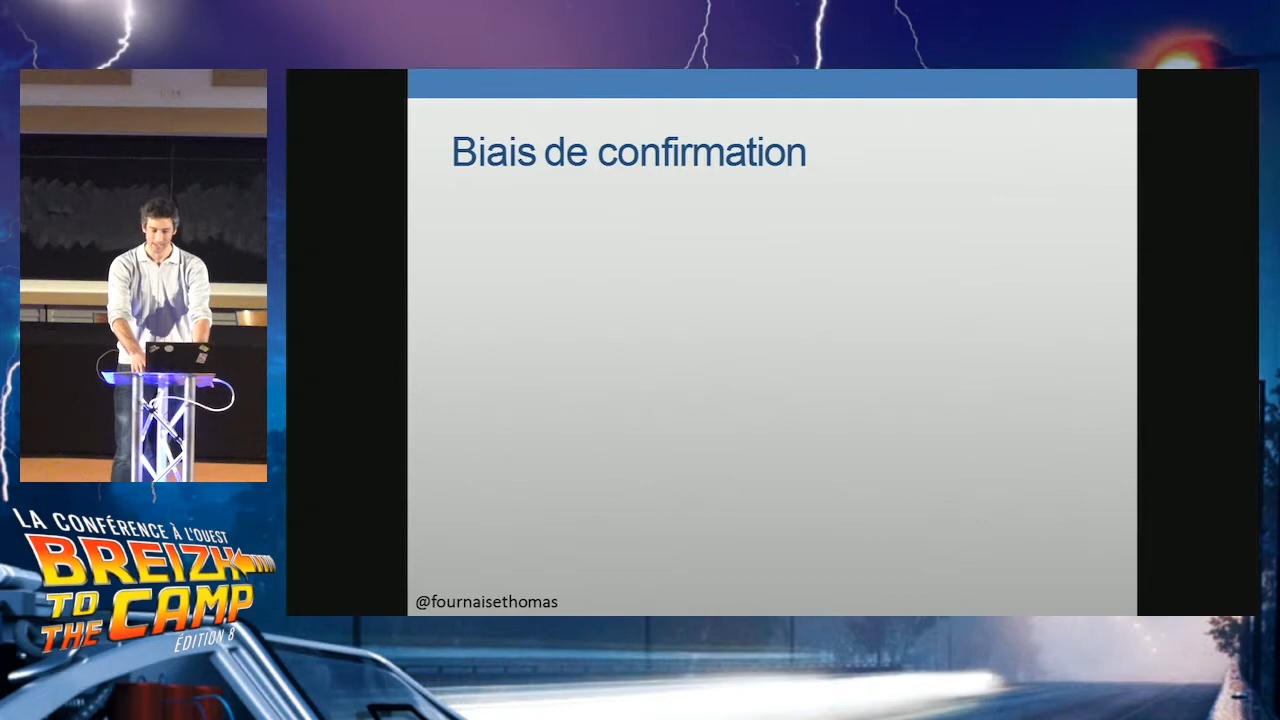 Biais de confirmation
@fournaisethomas
LA CONFÉRENCE À L'OUEST
BREIZH
TO
THE CAMP
ÉDITION 8